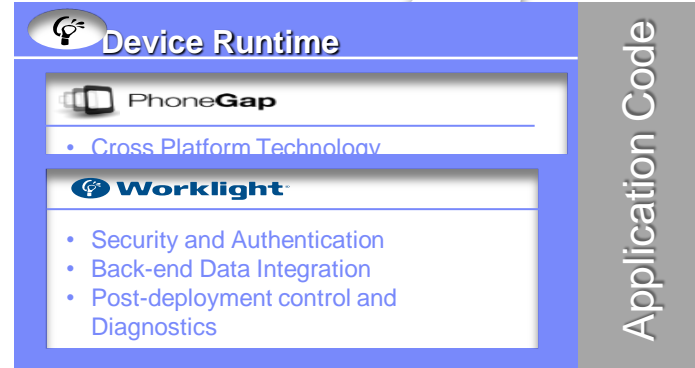 Device Runtime
PhoneGap
• Cross Platform Technology
Worklight
• Security and Authentication
• Back-end Data Integration
• Post-deployment control and
Diagnostics
Application Code